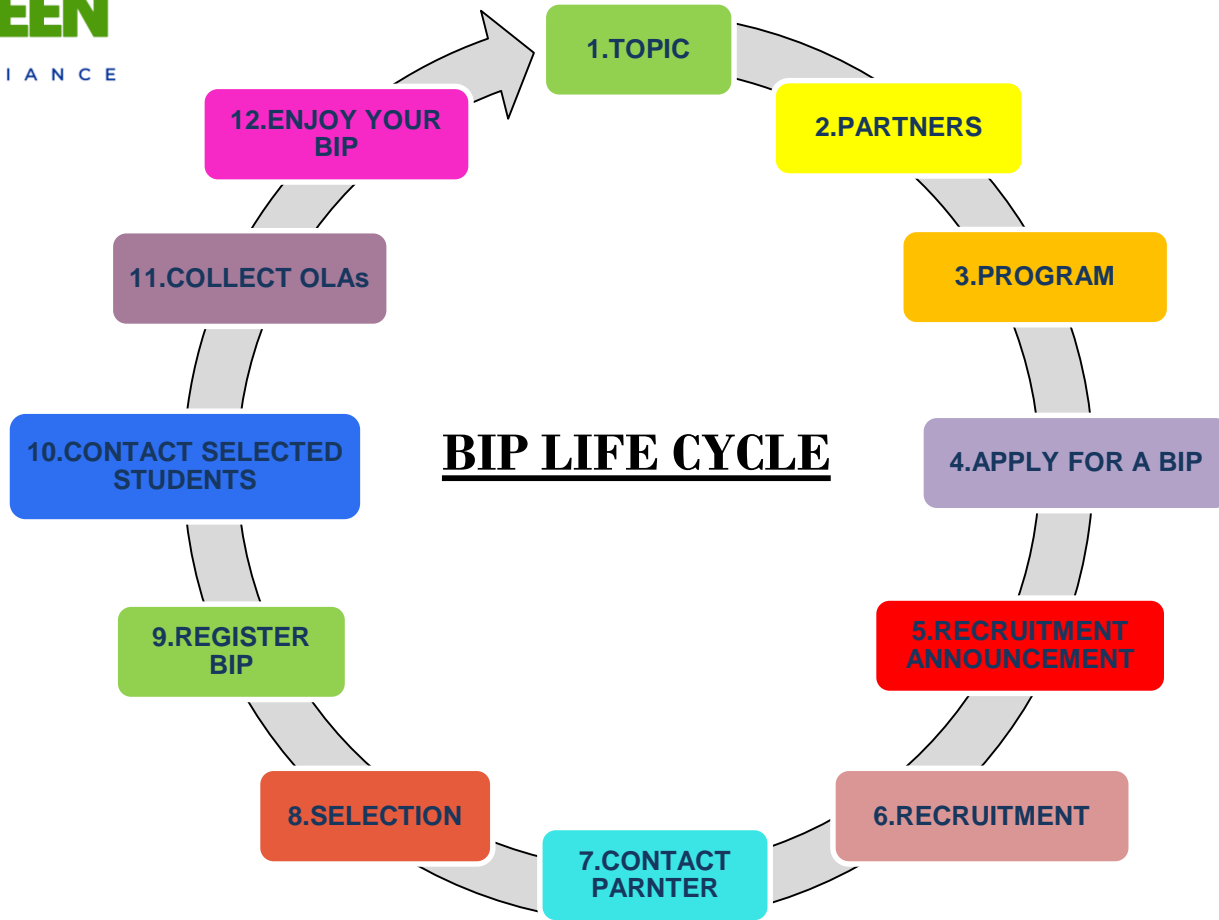 EEN
IANCE
1.TOPIC
2.PARTNERS
3.PROGRAM
4.APPLY FOR A BIP
5.RECRUITMENT
ANNOUNCEMENT
6.RECRUITMENT
7.CONTACT
PARNTER
8.SELECTION
9.REGISTER
BIP
10.CONTACT SELECTED
STUDENTS
11.COLLECT OLAs
12.ENJOY YOUR
BIP
BIP LIFE CYCLE